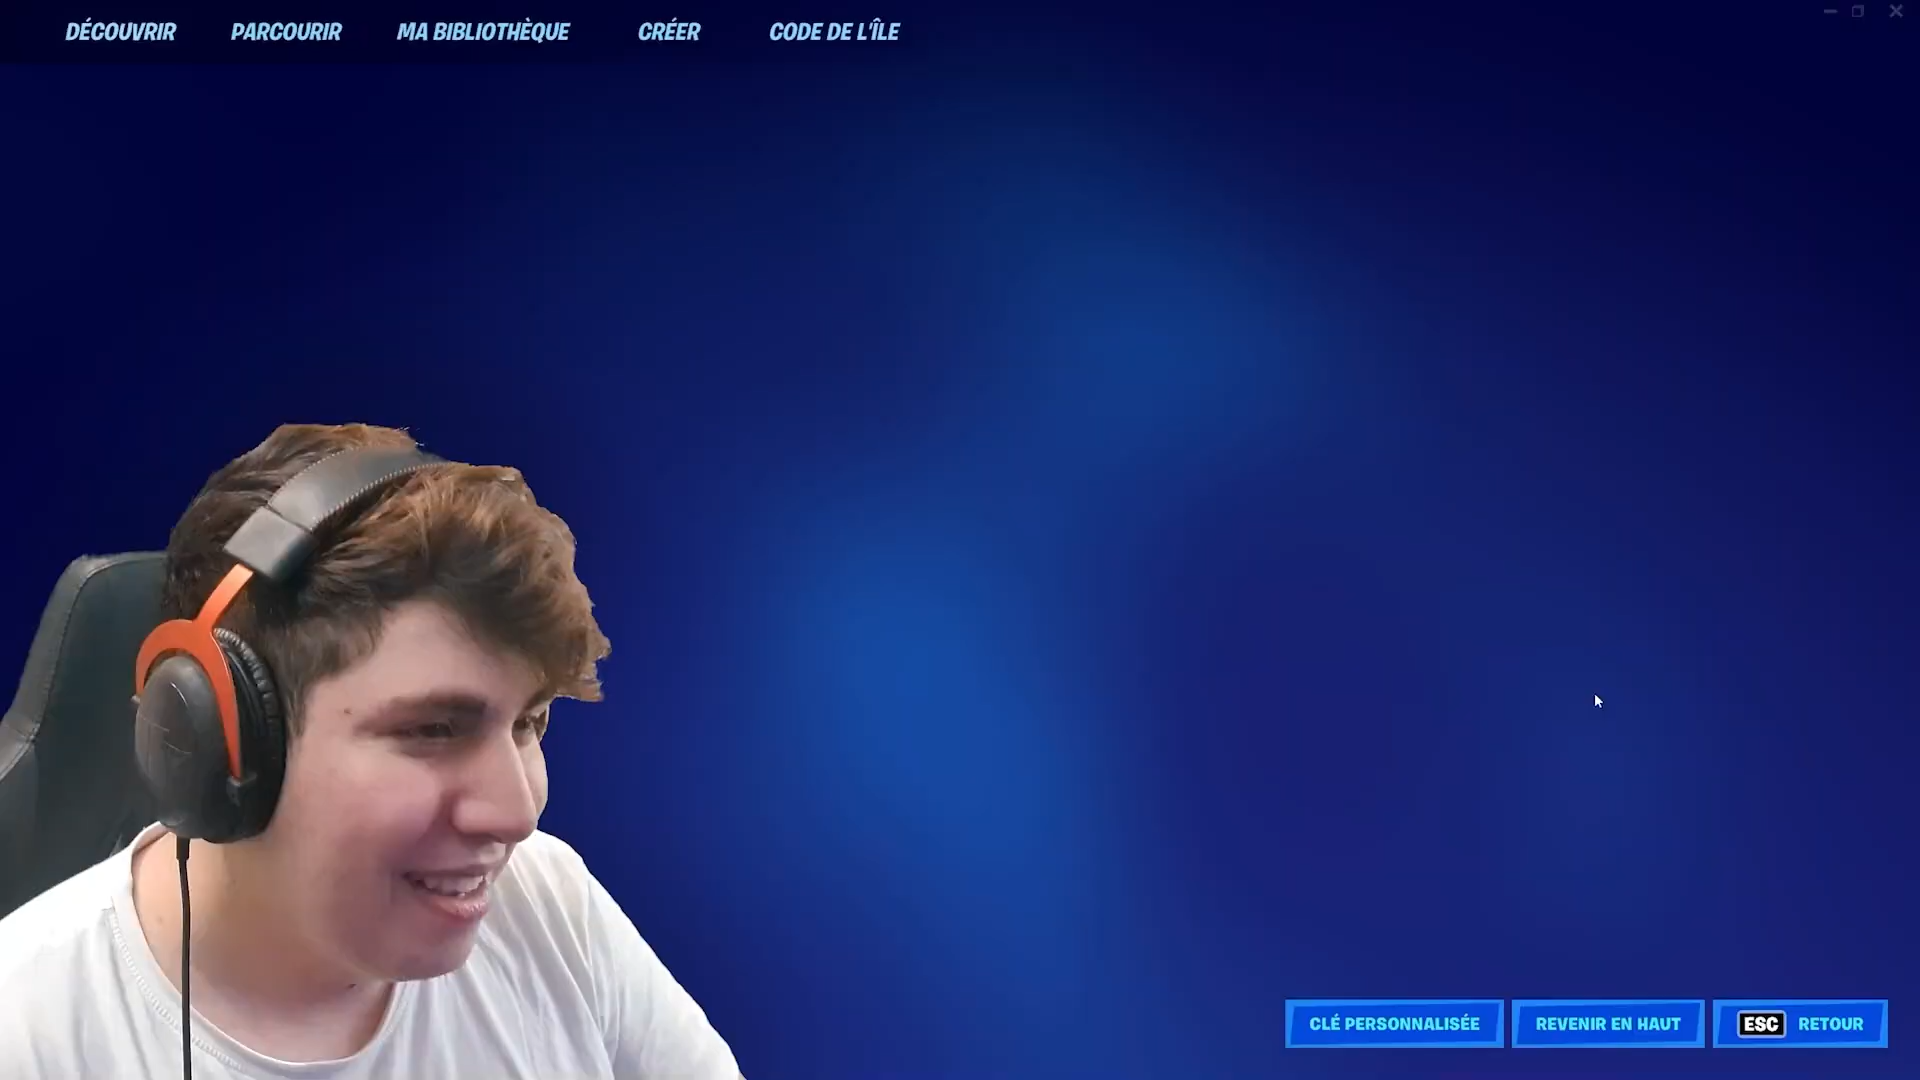 DÉCOUVRIR PARCOURIR MA BIBLIOTHÈQUE CRÉER CODE DE L'ÎLE
CLÉ PERSONNALISÉE REVENIR EN HAUT ESC RETOUR